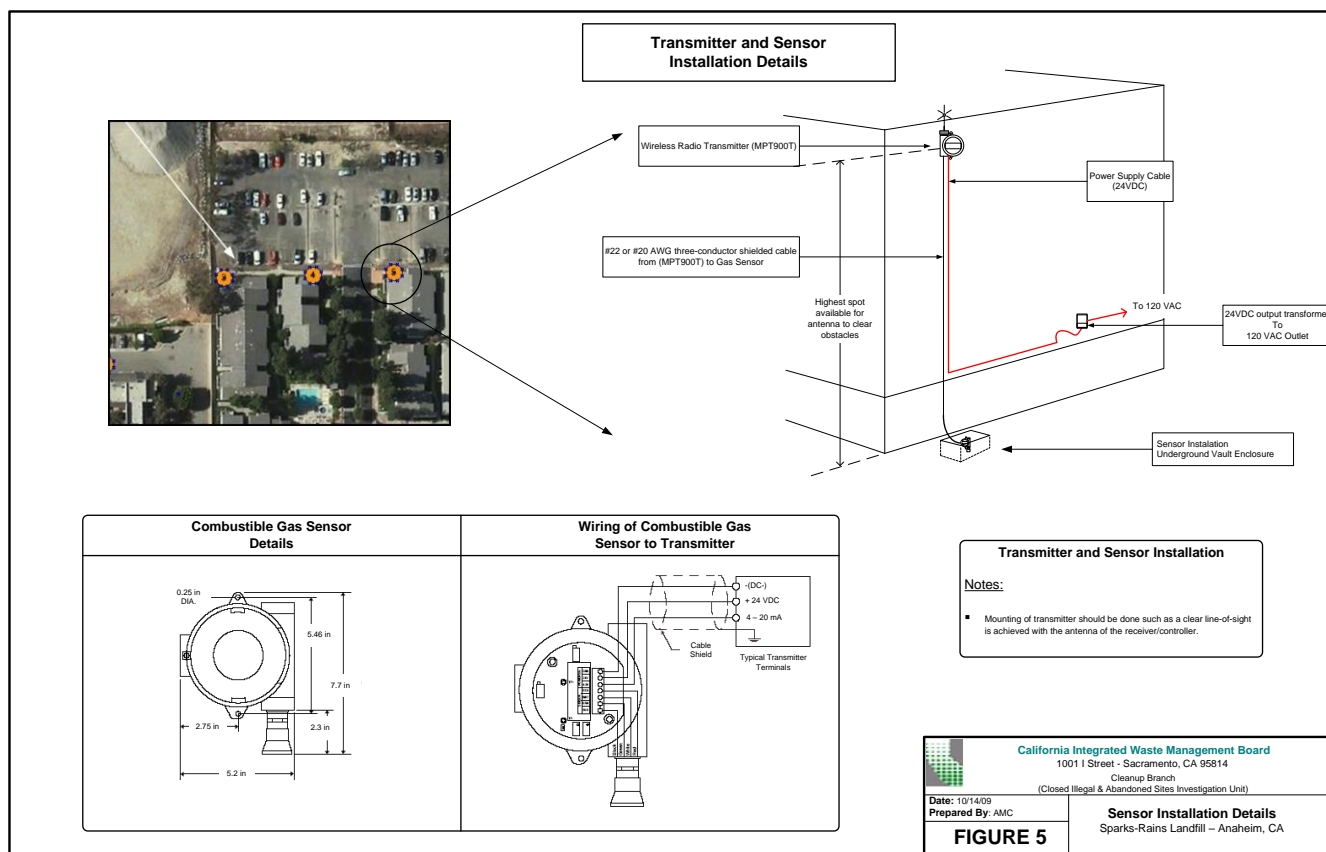 Transmitter and Sensor
Installation Details
Wireless Radio Transmitter (MPT900T)
Power Supply Cable
(24VDC)
#22 or #20 AWG three-conductor shielded cable
from (MPT900T) to Gas Sensor
Highest spot
available for
antenna to clear
obstacles
To 120 VAC
24VDC output transforme
To
120 VAC Outlet
Sensor Instalation
Underground Vault Enclosure
4
5
Combustible Gas Sensor
Details
0.25 in
DIA.
5.46 in
7.7 in
2.75 in
2.3 in
5.2 in
Wiring of Combustible Gas
Sensor to Transmitter
-(DC-)
+ 24 VDC
4 – 20 mA
Cable
Shield
Typical Transmitter
Terminals
Black
Green
White
Red
Transmitter and Sensor Installation
Notes:
Mounting of transmitter should be done such as a clear line-of-sight
is achieved with the antenna of the receiver/controller.
California Integrated Waste Management Board
1001 I Street - Sacramento, CA 95814
Cleanup Branch
(Closed Illegal & Abandoned Sites Investigation Unit)
Date: 10/14/09
Prepared By: AMC
FIGURE 5
Sensor Installation Details
Sparks-Rains Landfill – Anaheim, CA